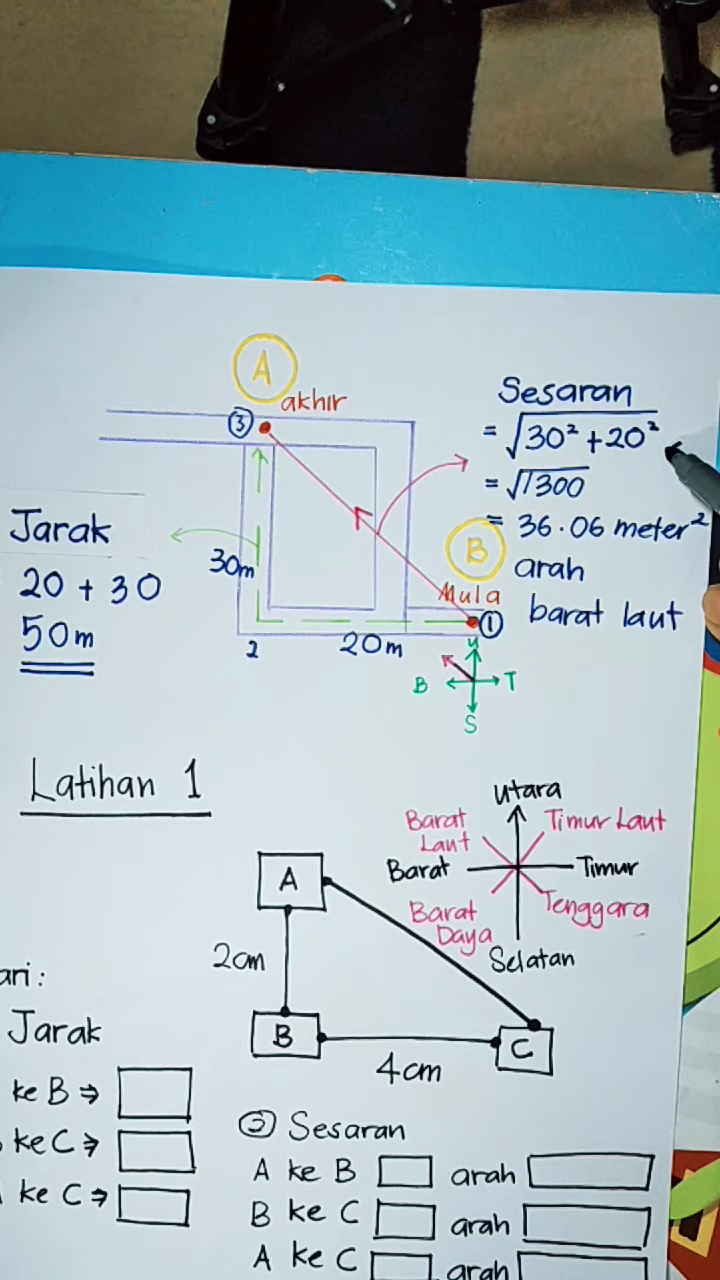 A
akhir
3
Sesaran
= √30² + 20²
= √1300
= 36.06 meter²
B
arah
barat laut
Jarak
20 + 30
50m
30m
Mula
1
2
20m
U
B
T
S
Latihan 1
Utara
Barat Laut
Timur Laut
Barat
Timur
Barat Daya
Tenggara
Selatan
A
2cm
B
C
4cm
ari:
Jarak
ke B ⇒
ke C ⇒
ke C ⇒
② Sesaran
A ke B arah
B ke C arah
A ke C arah